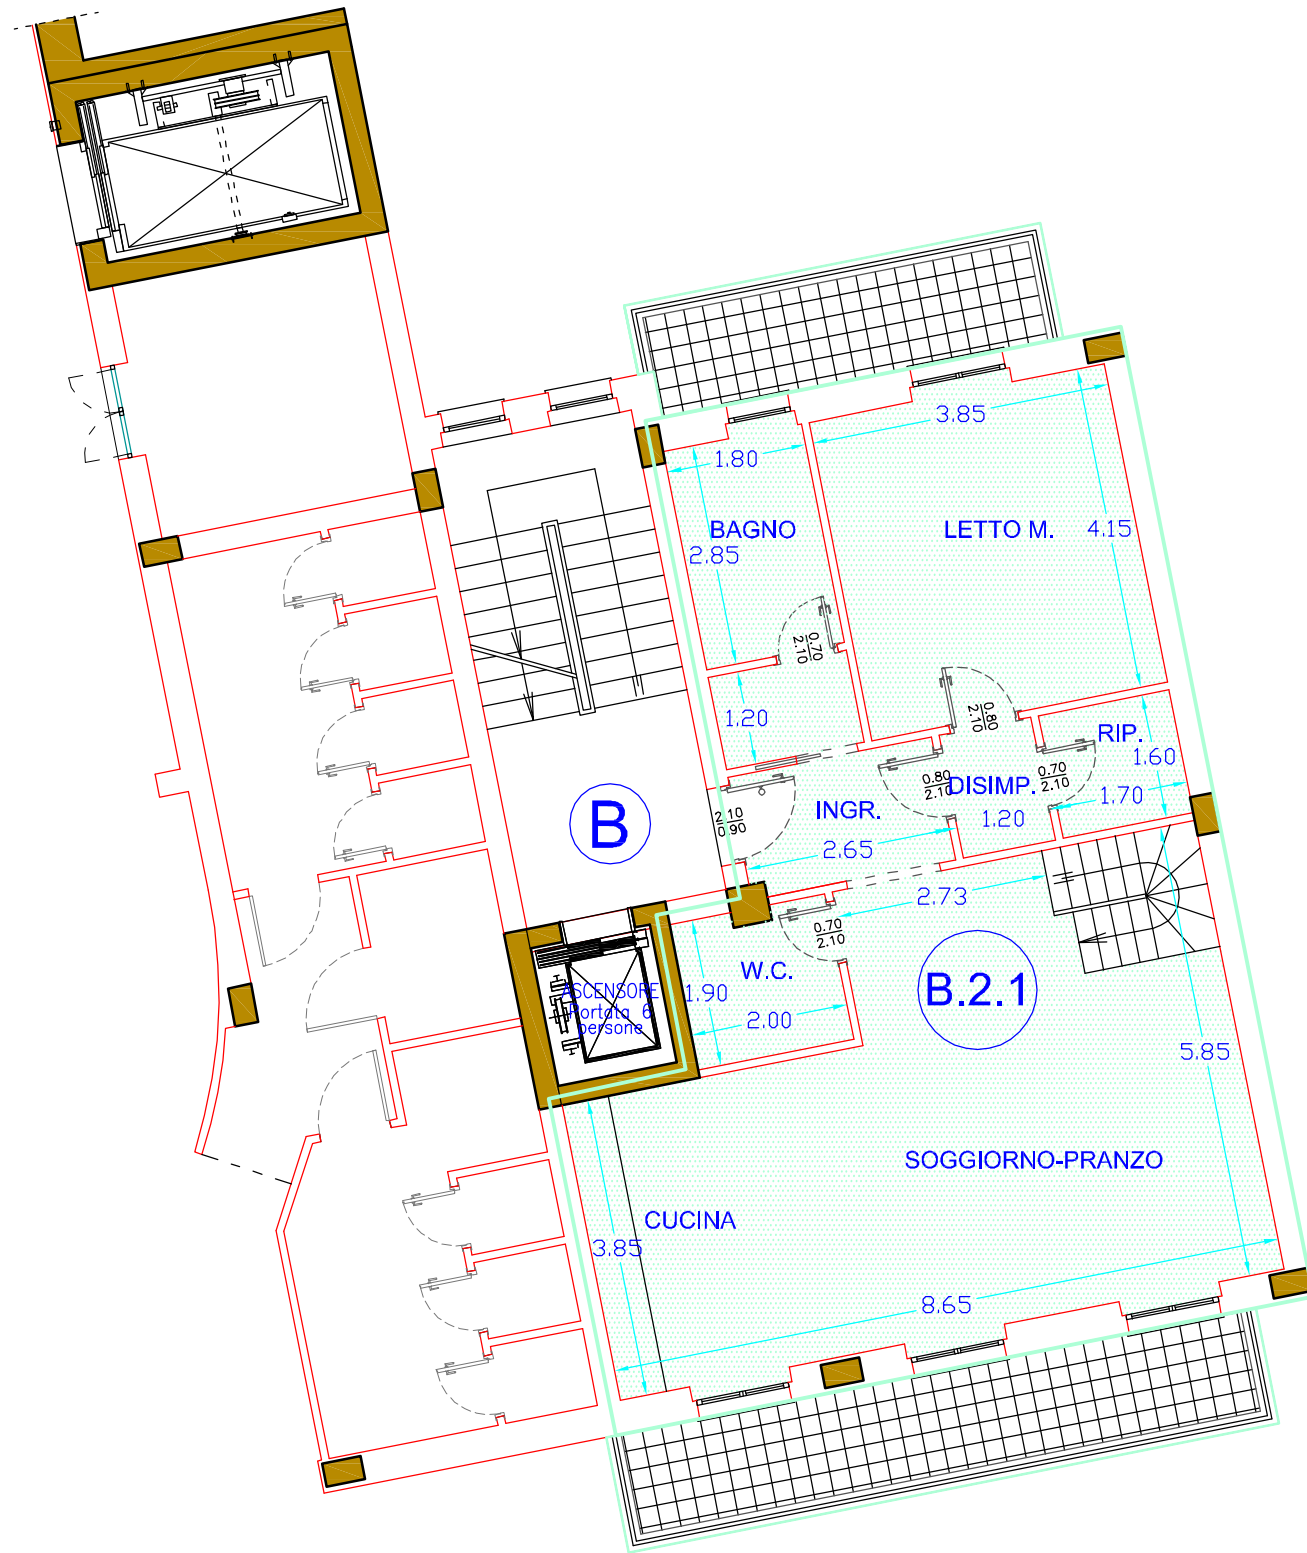 3.85
1.80
BAGNO
LETTO M.
4.15
2.85
0.70
2.10
1.20
0.80
2.10
RIP.
1.60
0.80
2.10
DISIMP.
0.70
2.10
1.70
B
2.10
0.90
INGR.
1.20
2.65
2.73
0.70
2.10
W.C.
B.2.1
ASCENSORE
Portata 6
persone
1.90
2.00
5.85
SOGGIORNO-PRANZO
CUCINA
3.85
8.65